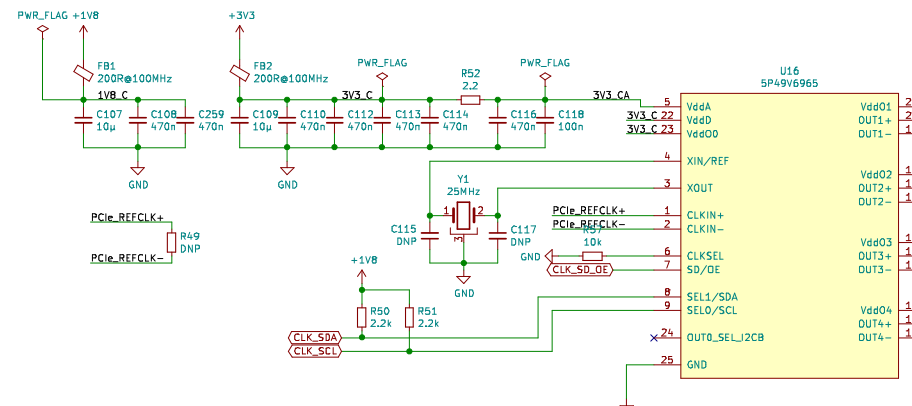 PWR_FLAG +1V8
+3V3
FB1
200R@100MHz
FB2
200R@100MHz
PWR_FLAG
R52
2.2
PWR_FLAG
U16
5P49V6965
1V8_C
3V3_C
3V3_CA
C107
10µ
C108
470n
C259
470n
C109
10µ
C110
470n
C112
470n
C113
470n
C114
470n
C116
470n
C118
100n
GND
GND
5 VddA
3V3_C 22 VddD
3V3_C 23 VddO0
4 XIN/REF
3 XOUT
PCIe_REFCLK+ 1 CLKIN+
PCIe_REFCLK- 2 CLKIN-
6 CLKSEL
7 SD/OE
8 SEL1/SDA
9 SEL0/SCL
24 OUT0_SEL_I2CB
25 GND
VddO1 2
OUT1+ 2
OUT1- 1
VddO2 1
OUT2+ 1
OUT2- 1
VddO3 1
OUT3+ 1
OUT3- 1
VddO4 1
OUT4+ 1
OUT4- 1
Y1
25MHz
1 2
3
C115
DNP
C117
DNP
GND
R57
10k
GND
CLK_SD_OE
PCIe_REFCLK+
R49
DNP
PCIe_REFCLK-
+1V8
R50
2.2k
R51
2.2k
CLK_SDA
CLK_SCL